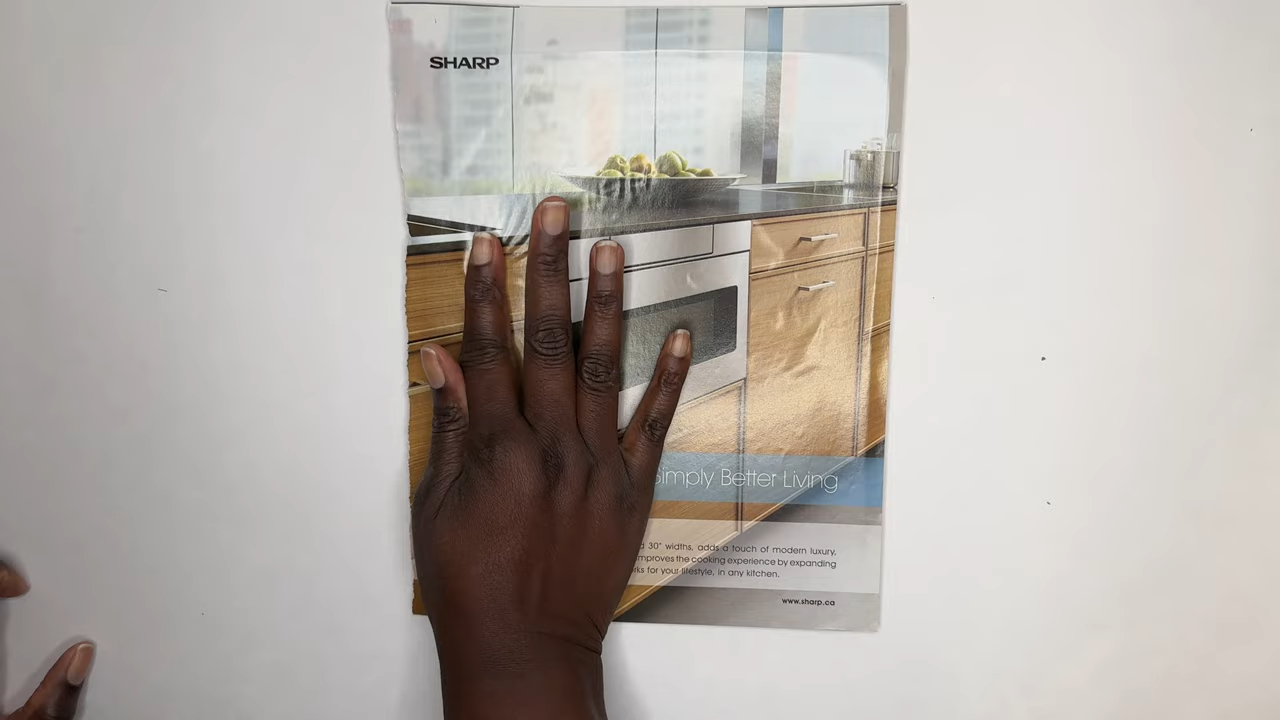 SHARP
Simply Better Living
30" widths, adds a touch of modern luxury,
improves the cooking experience by expanding
for your lifestyle, in any kitchen.
www.sharp.ca